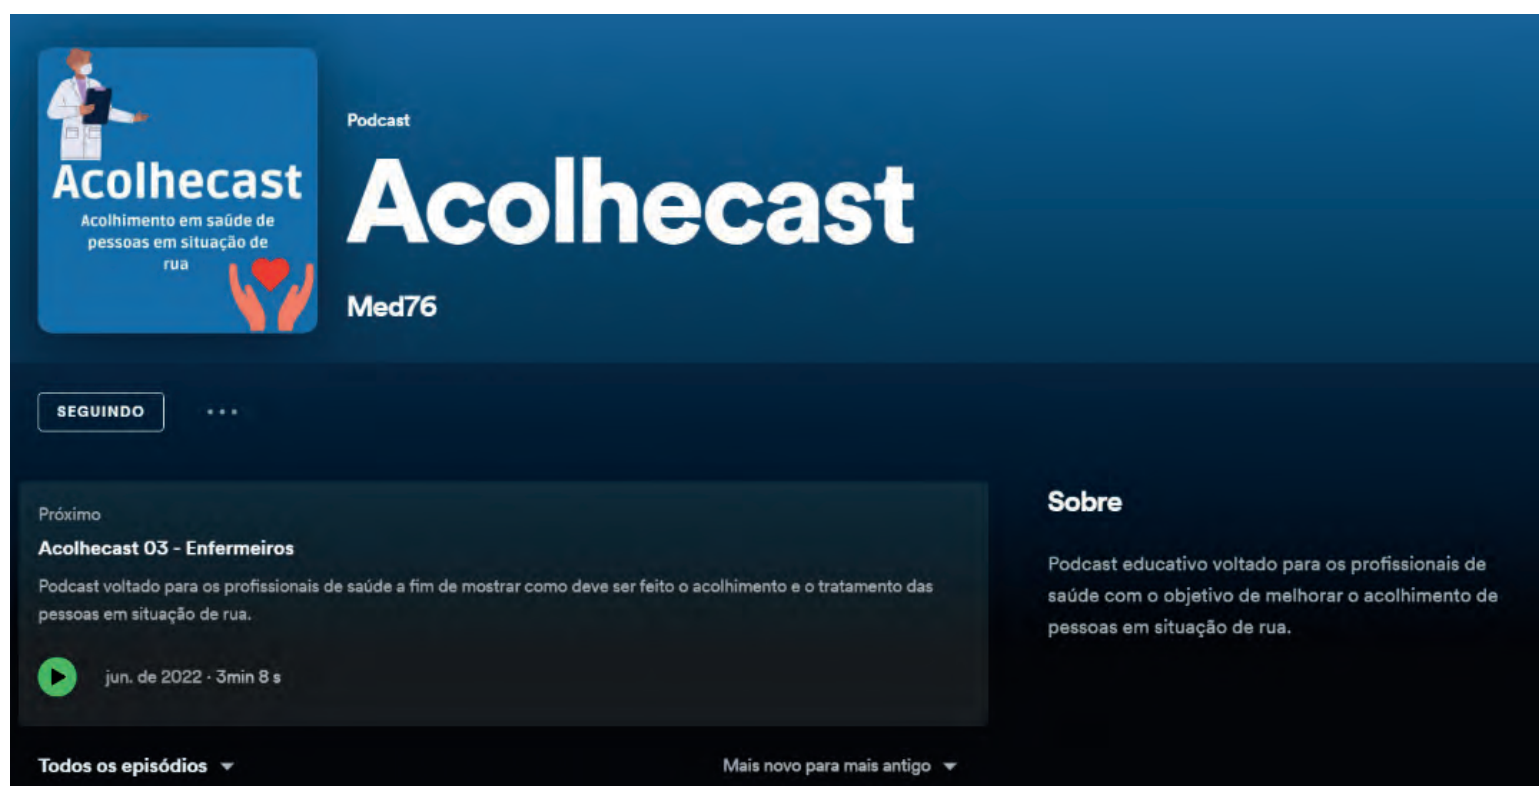 Acolhecast
Acolhimento em saúde de
pessoas em situação de
rua
Podcast
Acolhecast
Med76
SEGUINDO
Próximo
Acolhecast 03 - Enfermeiros
Podcast voltado para os profissionais de saúde a fim de mostrar como deve ser feito o acolhimento e o tratamento das
pessoas em situação de rua.
jun. de 2022 · 3min 8 s
Sobre
Podcast educativo voltado para os profissionais de
saúde com o objetivo de melhorar o acolhimento de
pessoas em situação de rua.
Todos os episódios
Mais novo para mais antigo